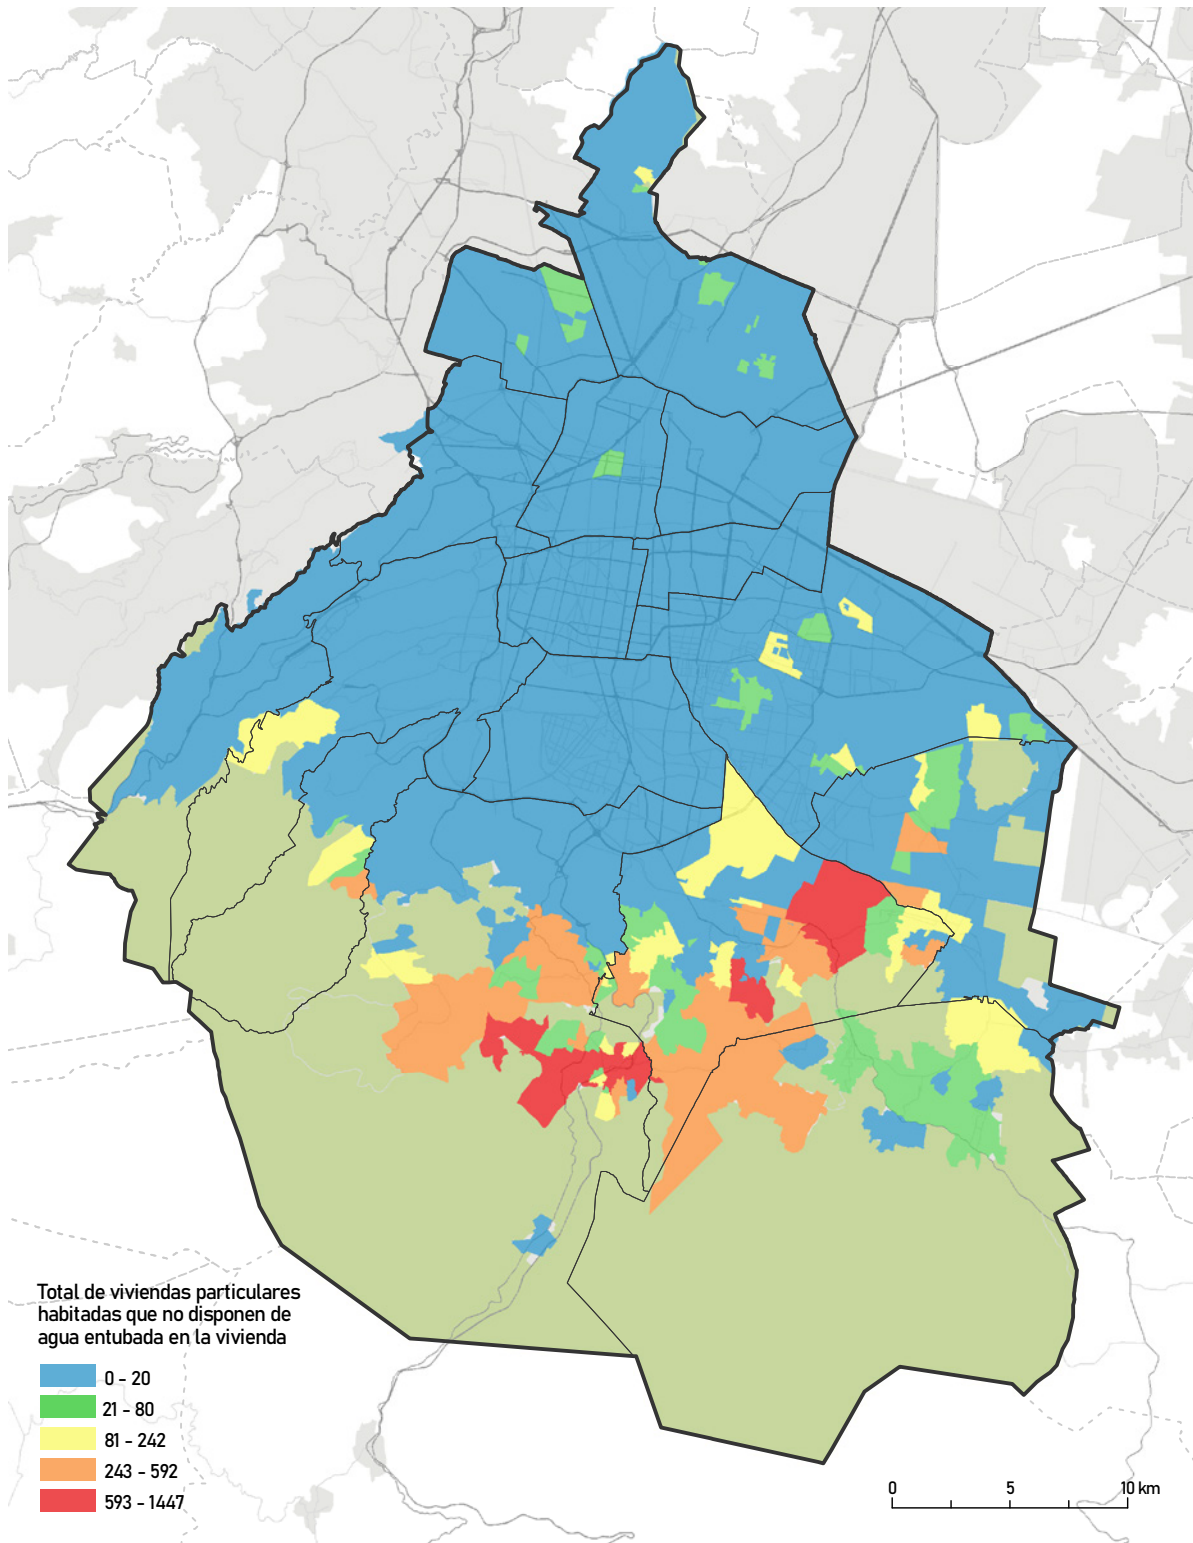 Total de viviendas particulares
habitadas que no disponen de
agua entubada en la vivienda
0 - 20
21 - 80
81 - 242
243 - 592
593 - 1447
0 5 10 km